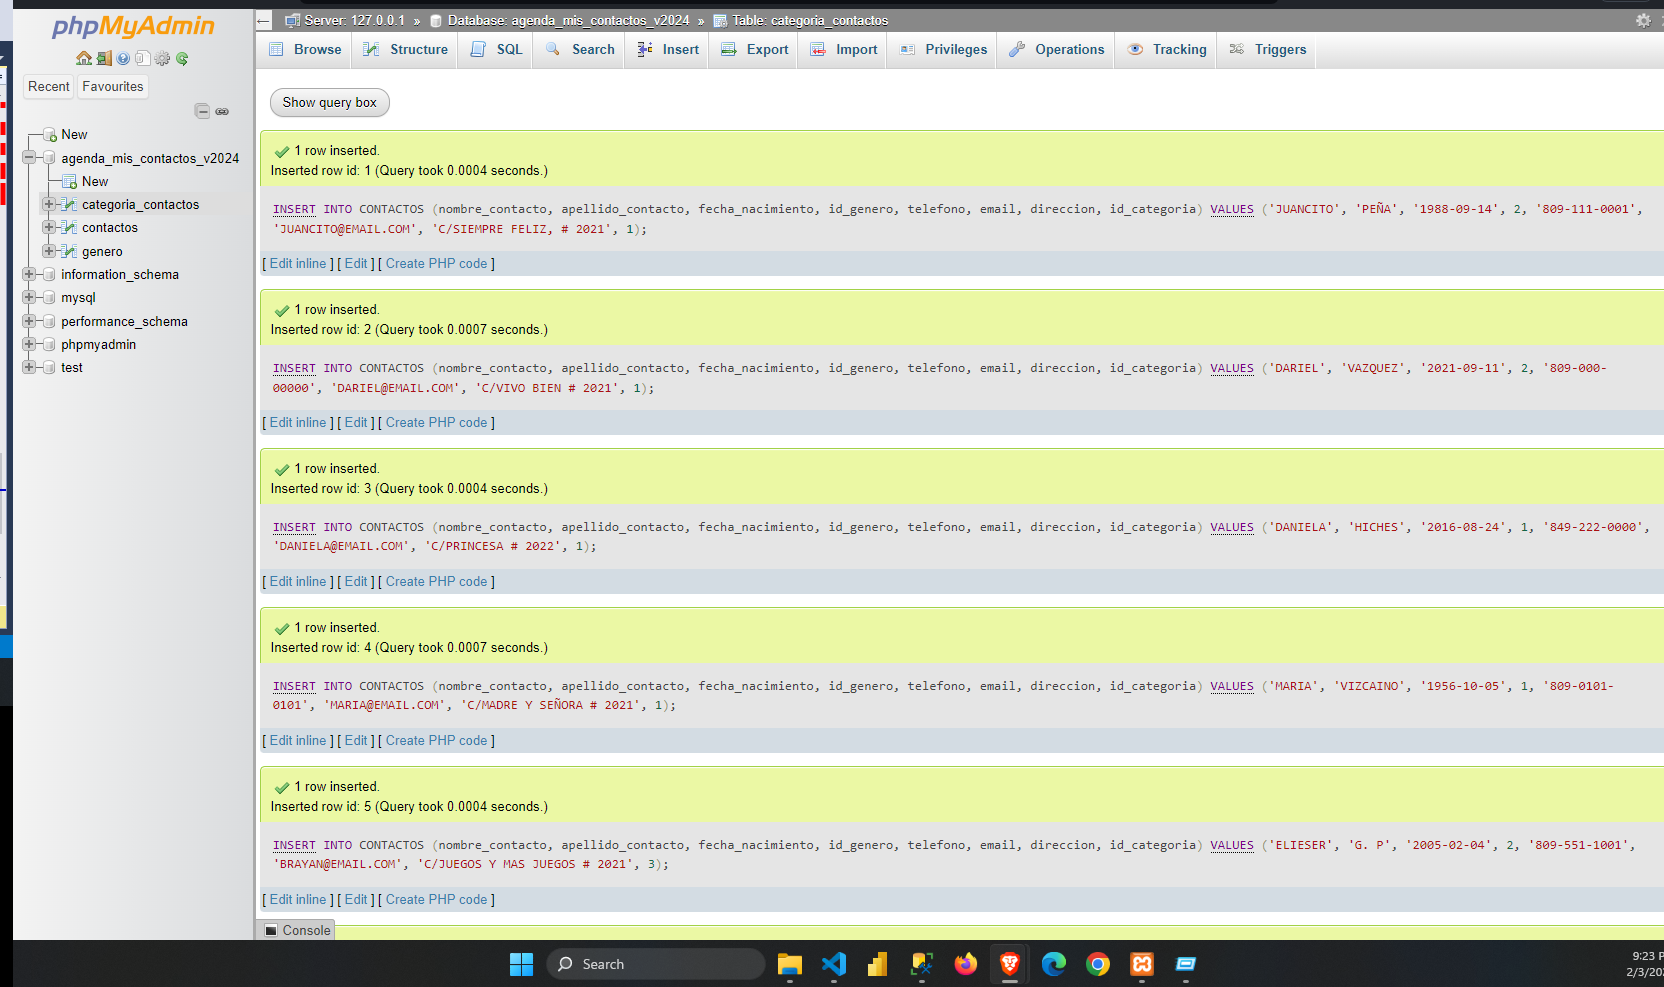 phpMyAdmin
Recent
Favourites
New
agenda_mis_contactos_v2024
New
categoria_contactos
contactos
genero
information_schema
mysql
performance_schema
phpmyadmin
test
Server: 127.0.0.1 » Database: agenda_mis_contactos_v2024 » Table: categoria_contactos
Browse Structure SQL Search Insert Export Import Privileges Operations Tracking Triggers
Show query box
1 row inserted.
Inserted row id: 1 (Query took 0.0004 seconds.)
INSERT INTO CONTACTOS (nombre_contacto, apellido_contacto, fecha_nacimiento, id_genero, telefono, email, direccion, id_categoria) VALUES ('JUANCITO', 'PEÑA', '1988-09-14', 2, '809-111-0001',
'JUANCITO@EMAIL.COM', 'C/SIEMPRE FELIZ, # 2021', 1);
[ Edit inline ] [ Edit ] [ Create PHP code ]
1 row inserted.
Inserted row id: 2 (Query took 0.0007 seconds.)
INSERT INTO CONTACTOS (nombre_contacto, apellido_contacto, fecha_nacimiento, id_genero, telefono, email, direccion, id_categoria) VALUES ('DARIEL', 'VAZQUEZ', '2021-09-11', 2, '809-000-
00000', 'DARIEL@EMAIL.COM', 'C/VIVO BIEN # 2021', 1);
[ Edit inline ] [ Edit ] [ Create PHP code ]
1 row inserted.
Inserted row id: 3 (Query took 0.0004 seconds.)
INSERT INTO CONTACTOS (nombre_contacto, apellido_contacto, fecha_nacimiento, id_genero, telefono, email, direccion, id_categoria) VALUES ('DANIELA', 'HICHES', '2016-08-24', 1, '849-222-0000',
'DANIELA@EMAIL.COM', 'C/PRINCESA # 2022', 1);
[ Edit inline ] [ Edit ] [ Create PHP code ]
1 row inserted.
Inserted row id: 4 (Query took 0.0007 seconds.)
INSERT INTO CONTACTOS (nombre_contacto, apellido_contacto, fecha_nacimiento, id_genero, telefono, email, direccion, id_categoria) VALUES ('MARIA', 'VIZCAINO', '1956-10-05', 1, '809-0101-
0101', 'MARIA@EMAIL.COM', 'C/MADRE Y SEÑORA # 2021', 1);
[ Edit inline ] [ Edit ] [ Create PHP code ]
1 row inserted.
Inserted row id: 5 (Query took 0.0004 seconds.)
INSERT INTO CONTACTOS (nombre_contacto, apellido_contacto, fecha_nacimiento, id_genero, telefono, email, direccion, id_categoria) VALUES ('ELIESER', 'G. P', '2005-02-04', 2, '809-551-1001',
'BRAYAN@EMAIL.COM', 'C/JUEGOS Y MAS JUEGOS # 2021', 3);
[ Edit inline ] [ Edit ] [ Create PHP code ]
Console
Search
9:23 P
2/3/202